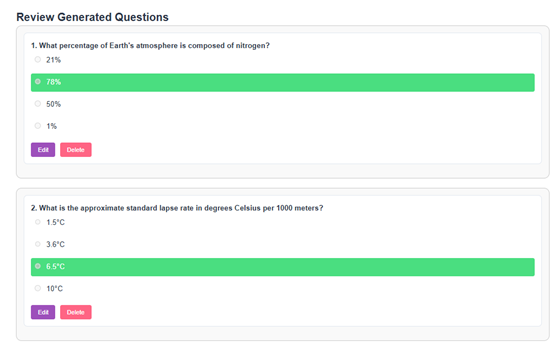 Review Generated Questions
1. What percentage of Earth's atmosphere is composed of nitrogen?
21%
78%
50%
1%
Edit Delete
2. What is the approximate standard lapse rate in degrees Celsius per 1000 meters?
1.5°C
3.6°C
6.5°C
10°C
Edit Delete